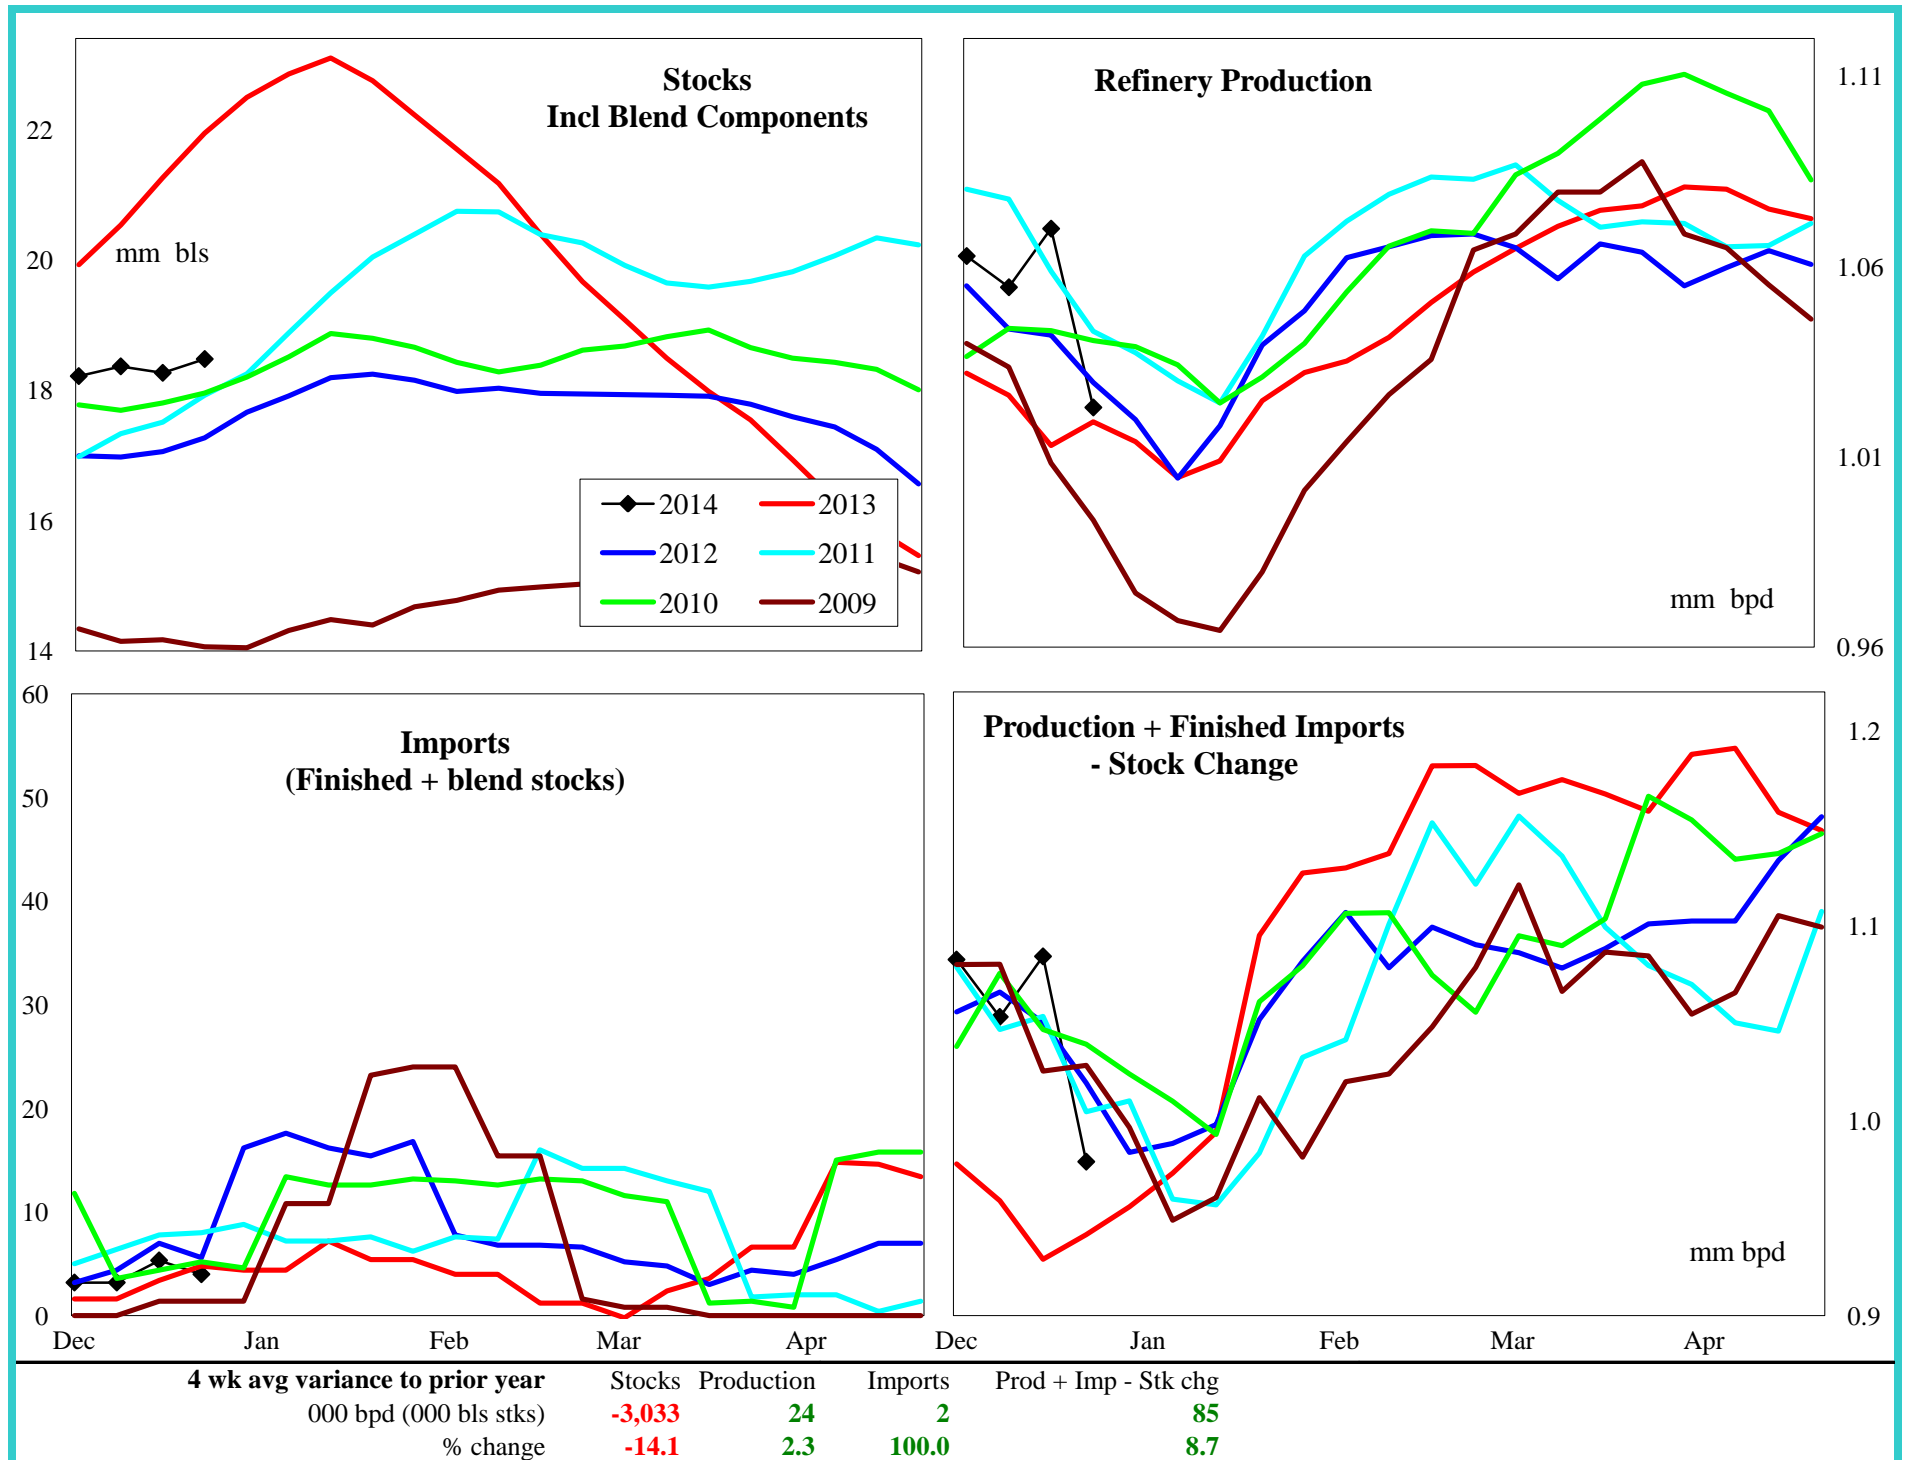 Stocks
Incl Blend Components
mm bls
22
20
18
16
14
2014 2013
2012 2011
2010 2009
Refinery Production
1.11
1.06
1.01
0.96
mm bpd
Imports
(Finished + blend stocks)
60
50
40
30
20
10
0
Dec Jan Feb Mar Apr
Production + Finished Imports
- Stock Change
1.2
1.1
1.0
0.9
mm bpd
Dec Jan Feb Mar Apr
4 wk avg variance to prior year Stocks Production Imports Prod + Imp - Stk chg
000 bpd (000 bls stks) -3,033 24 2 85
% change -14.1 2.3 100.0 8.7